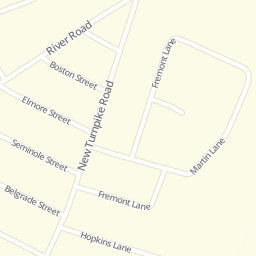 River Road
Fremont Lane
Boston Street
Elmore Street
New Turnpike Road
Seminole Street
Martin Lane
Belgrade Street
Fremont Lane
Hopkins Lane